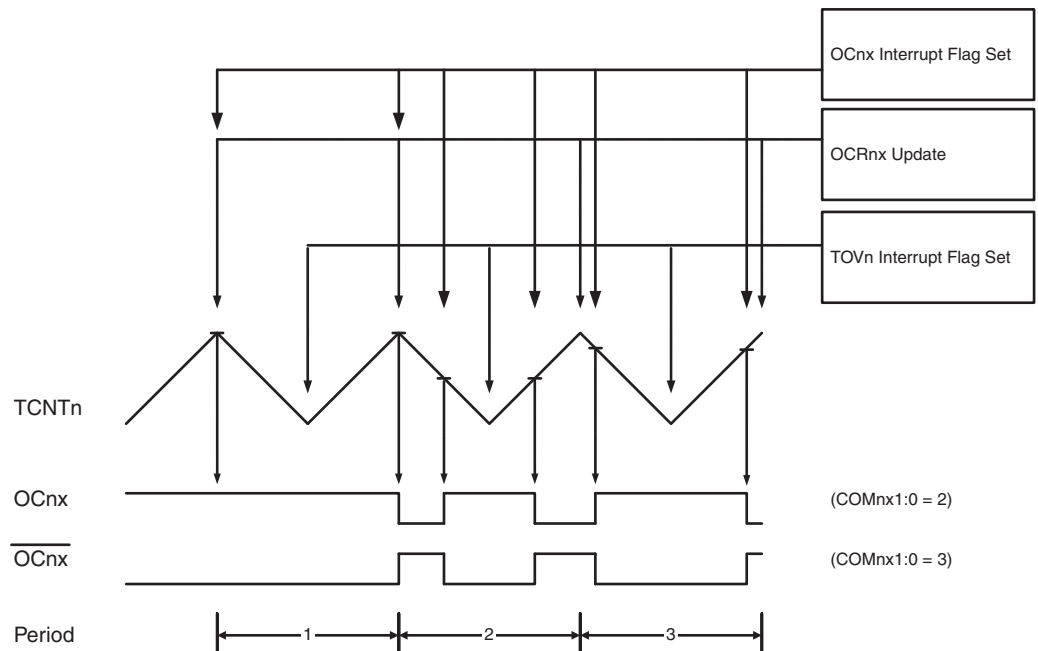 OCnx Interrupt Flag Set
OCRnx Update
TOVn Interrupt Flag Set
TCNTn
OCnx
(COMnx1:0 = 2)
OCnx
(COMnx1:0 = 3)
Period
1
2
3